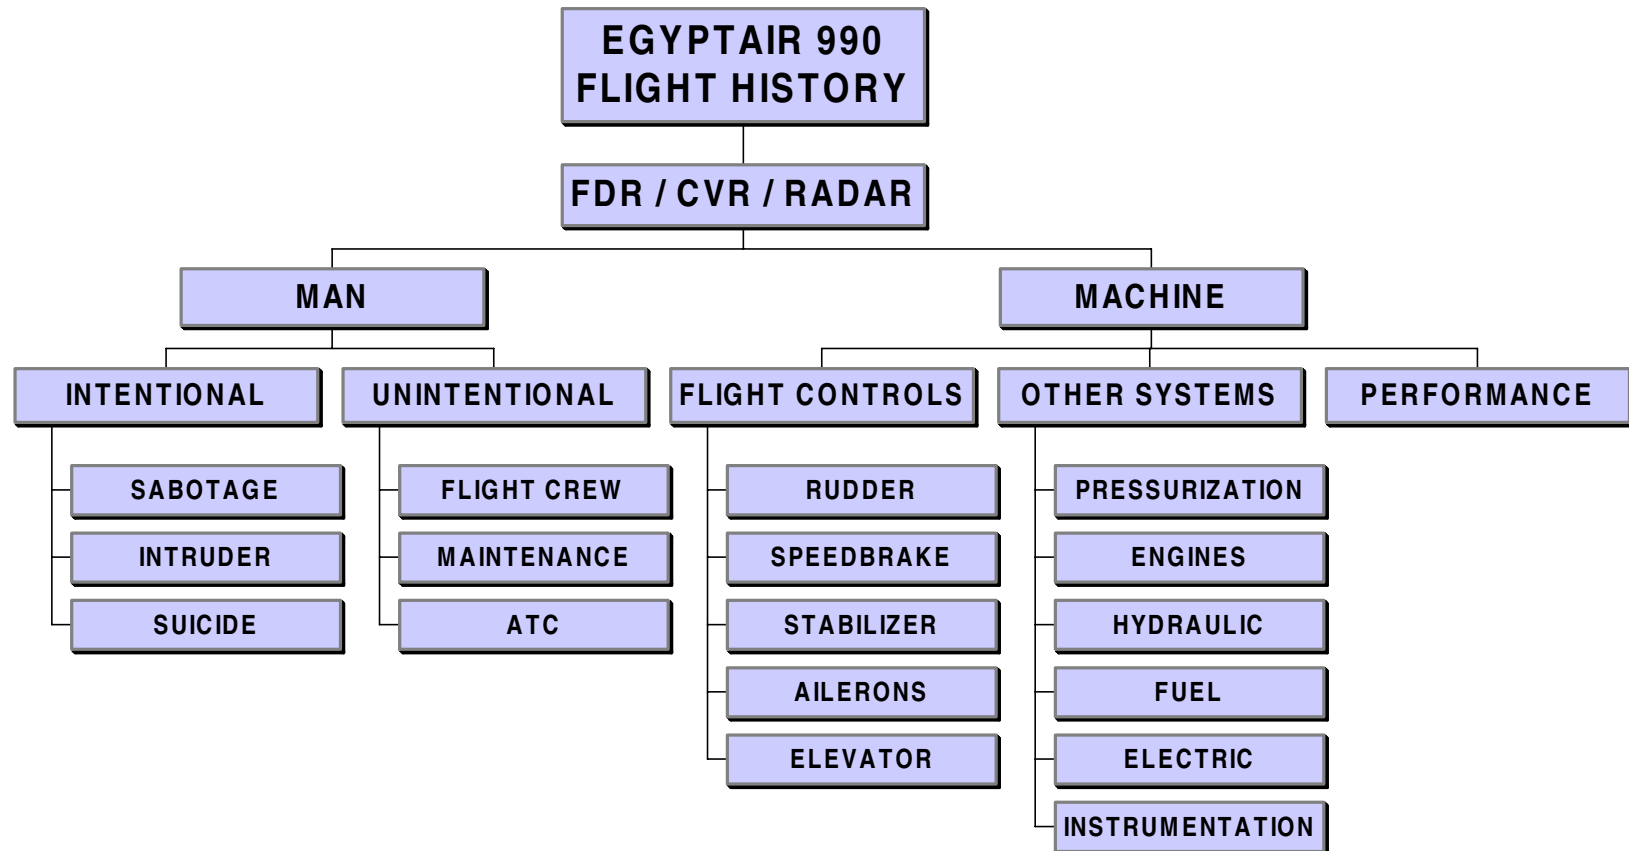 EGYPTAIR 990
FLIGHT HISTORY
FDR / CVR / RADAR
MAN
MACHINE
INTENTIONAL
UNINTENTIONAL
FLIGHT CONTROLS
OTHER SYSTEMS
PERFORMANCE
SABOTAGE
INTRUDER
SUICIDE
FLIGHT CREW
MAINTENANCE
ATC
RUDDER
SPEEDBRAKE
STABILIZER
AILERONS
ELEVATOR
PRESSURIZATION
ENGINES
HYDRAULIC
FUEL
ELECTRIC
INSTRUMENTATION